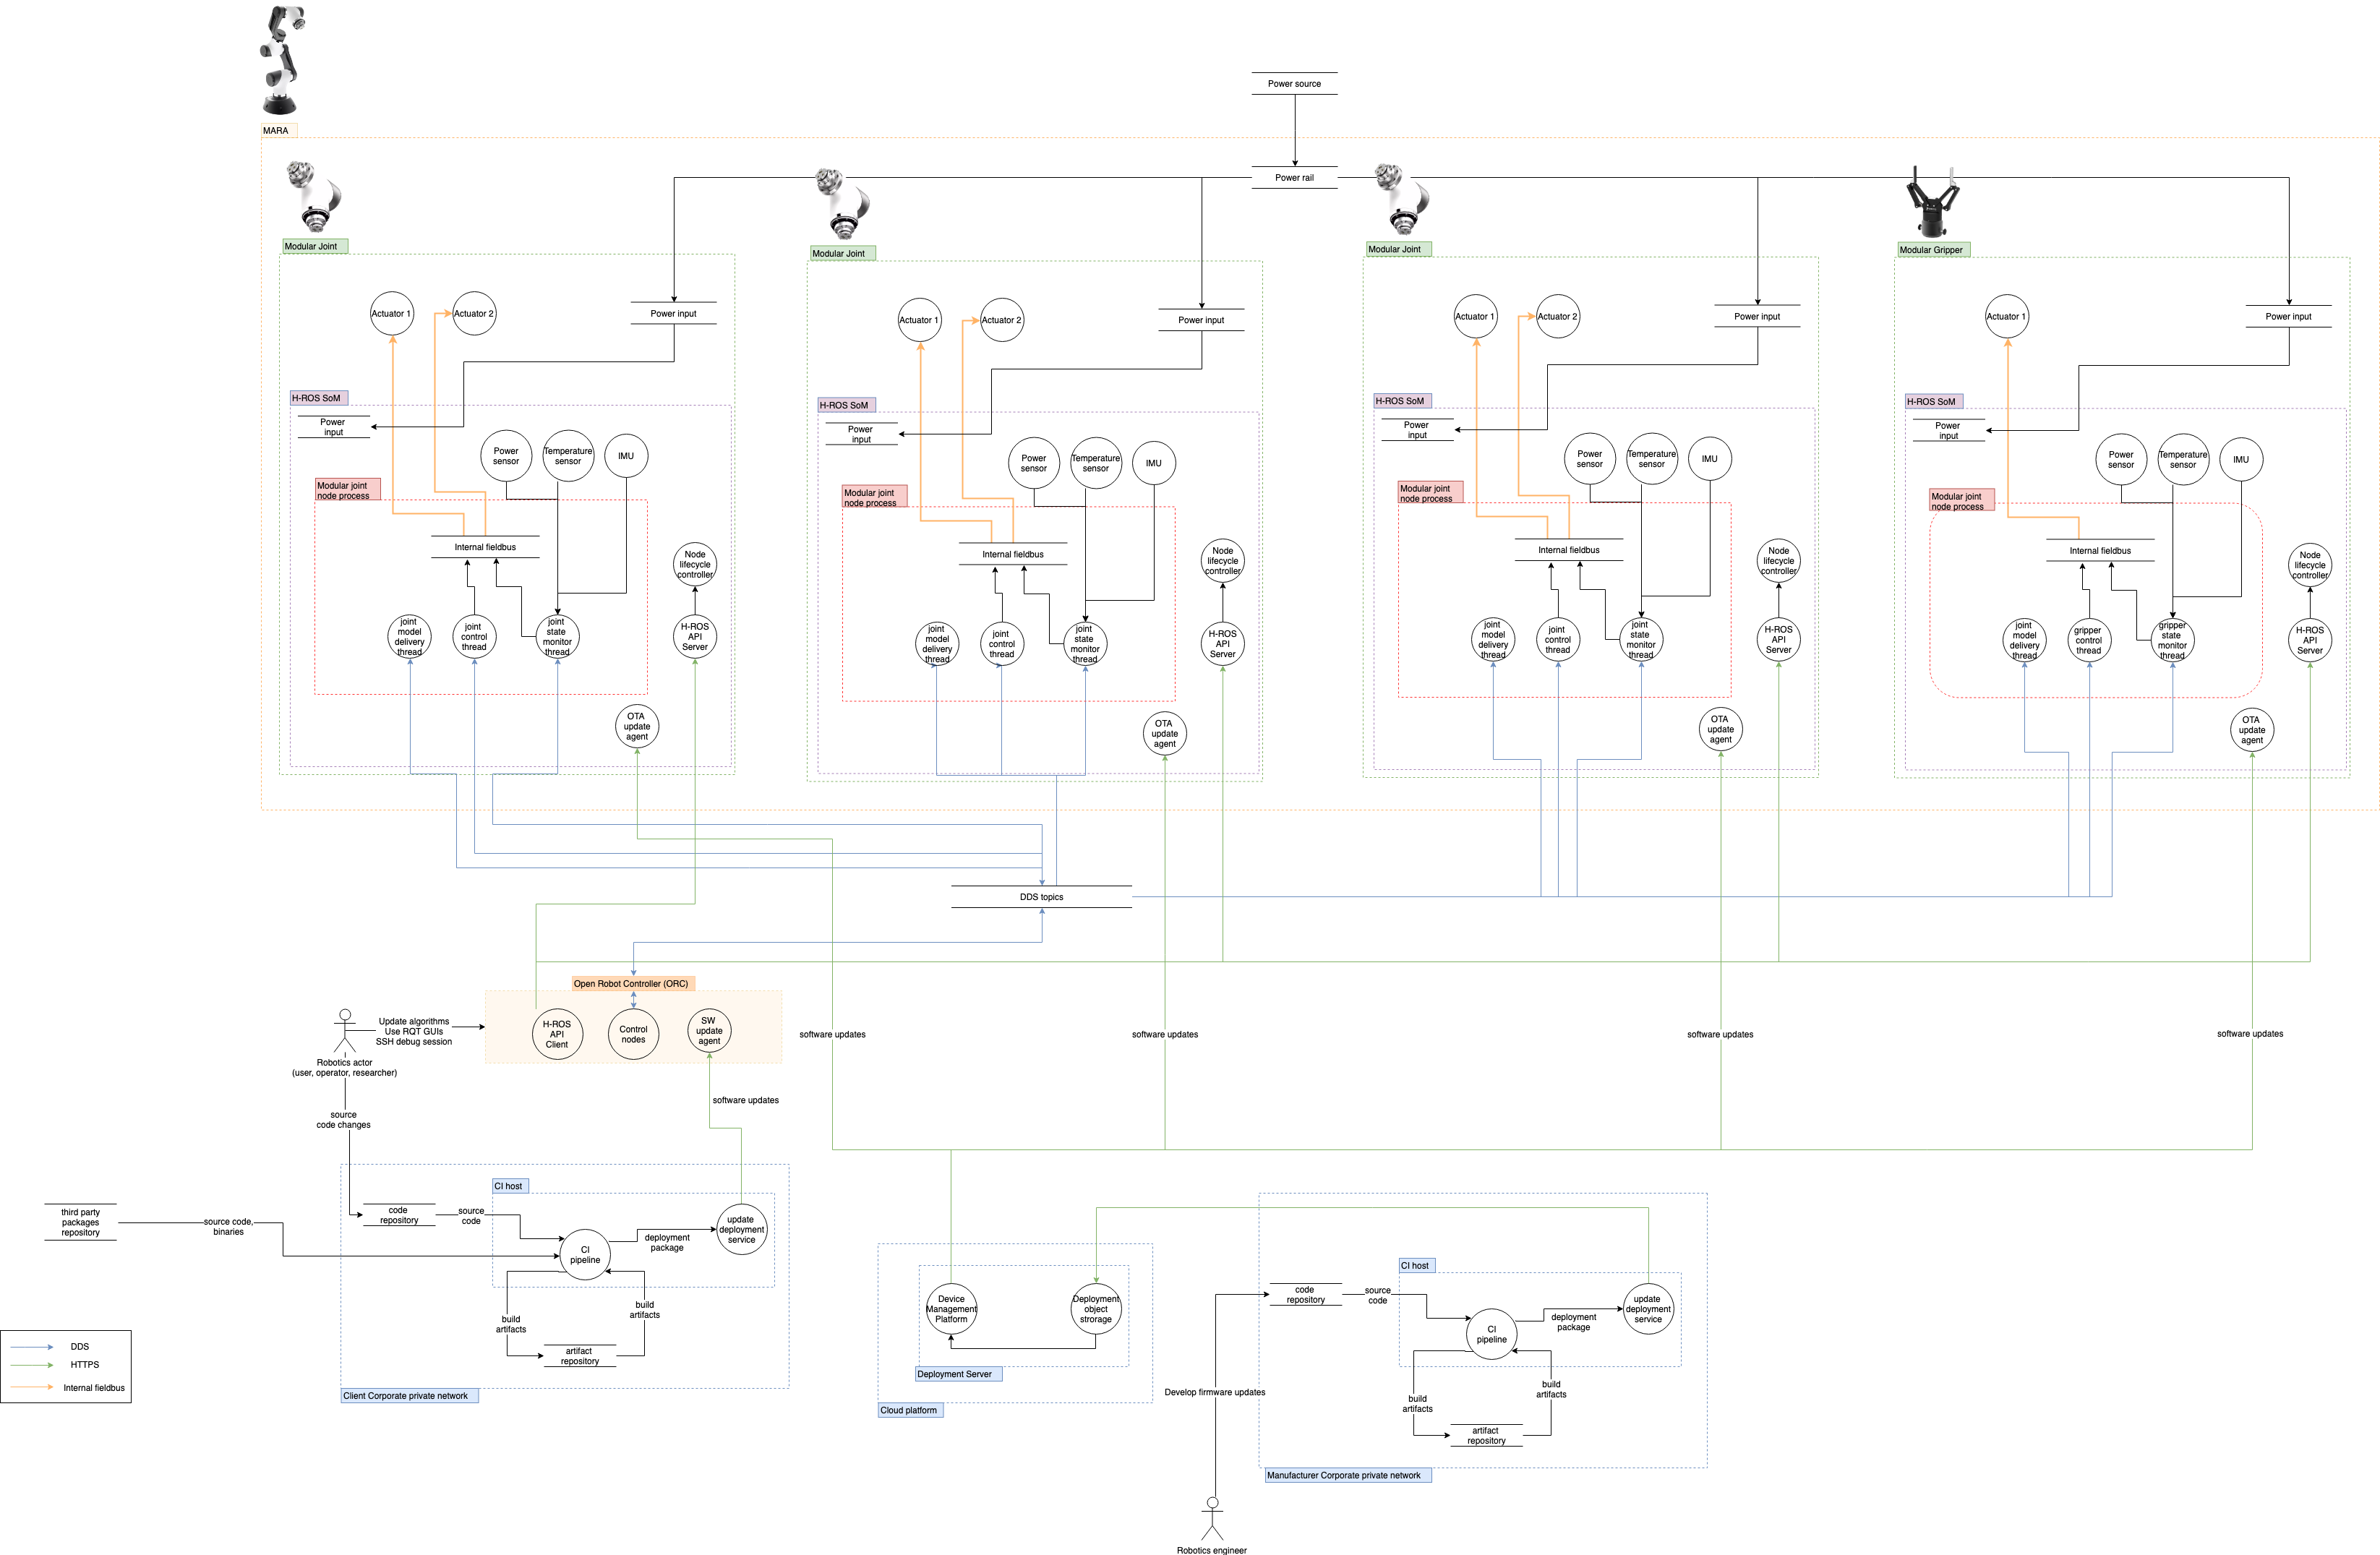 Power source
MARA
Power rail
Modular Joint
Modular Joint
Modular Joint
Modular Gripper
Actuator 1
Actuator 2
Power input
Actuator 1
Actuator 2
Power input
Actuator 1
Actuator 2
Power input
Actuator 1
Power input
H-ROS SoM
Power
input
Power
sensor
Temperature
sensor
IMU
Modular joint
node process
Internal fieldbus
Node
lifecycle
controller
joint
model
delivery
thread
joint
control
thread
joint
state
monitor
thread
H-ROS
API
Server
OTA
update
agent
H-ROS SoM
Power
input
Power
sensor
Temperature
sensor
IMU
Modular joint
node process
Internal fieldbus
Node
lifecycle
controller
joint
model
delivery
thread
joint
control
thread
joint
state
monitor
thread
H-ROS
API
Server
OTA
update
agent
H-ROS SoM
Power
input
Power
sensor
Temperature
sensor
IMU
Modular joint
node process
Internal fieldbus
Node
lifecycle
controller
joint
model
delivery
thread
joint
control
thread
joint
state
monitor
thread
H-ROS
API
Server
OTA
update
agent
H-ROS SoM
Power
input
Power
sensor
Temperature
sensor
IMU
Modular joint
node process
Internal fieldbus
Node
lifecycle
controller
joint
model
delivery
thread
gripper
control
thread
gripper
state
monitor
thread
H-ROS
API
Server
OTA
update
agent
DDS topics
Open Robot Controller (ORC)
H-ROS
API
Client
Control
nodes
SW
update
agent
Update algorithms
Use RQT GUIs
SSH debug session
Robotics actor
(user, operator, researcher)
software updates
software updates
software updates
software updates
software updates
source
code changes
CI host
third party
packages
repository
source code,
binaries
code
repository
source
code
CI
pipeline
deployment
package
update
deployment
service
build
artifacts
build
artifacts
artifact
repository
Client Corporate private network
DDS
HTTPS
Internal fieldbus
Device
Management
Platform
Deployment
object
strorage
Deployment Server
Cloud platform
Develop firmware updates
CI host
code
repository
source
code
CI
pipeline
deployment
package
update
deployment
service
build
artifacts
build
artifacts
artifact
repository
Manufacturer Corporate private network
Robotics engineer